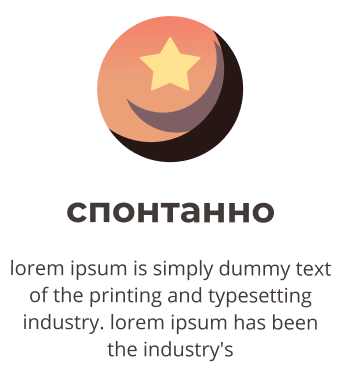 спонтанно
lorem ipsum is simply dummy text
of the printing and typesetting
industry. lorem ipsum has been
the industry's